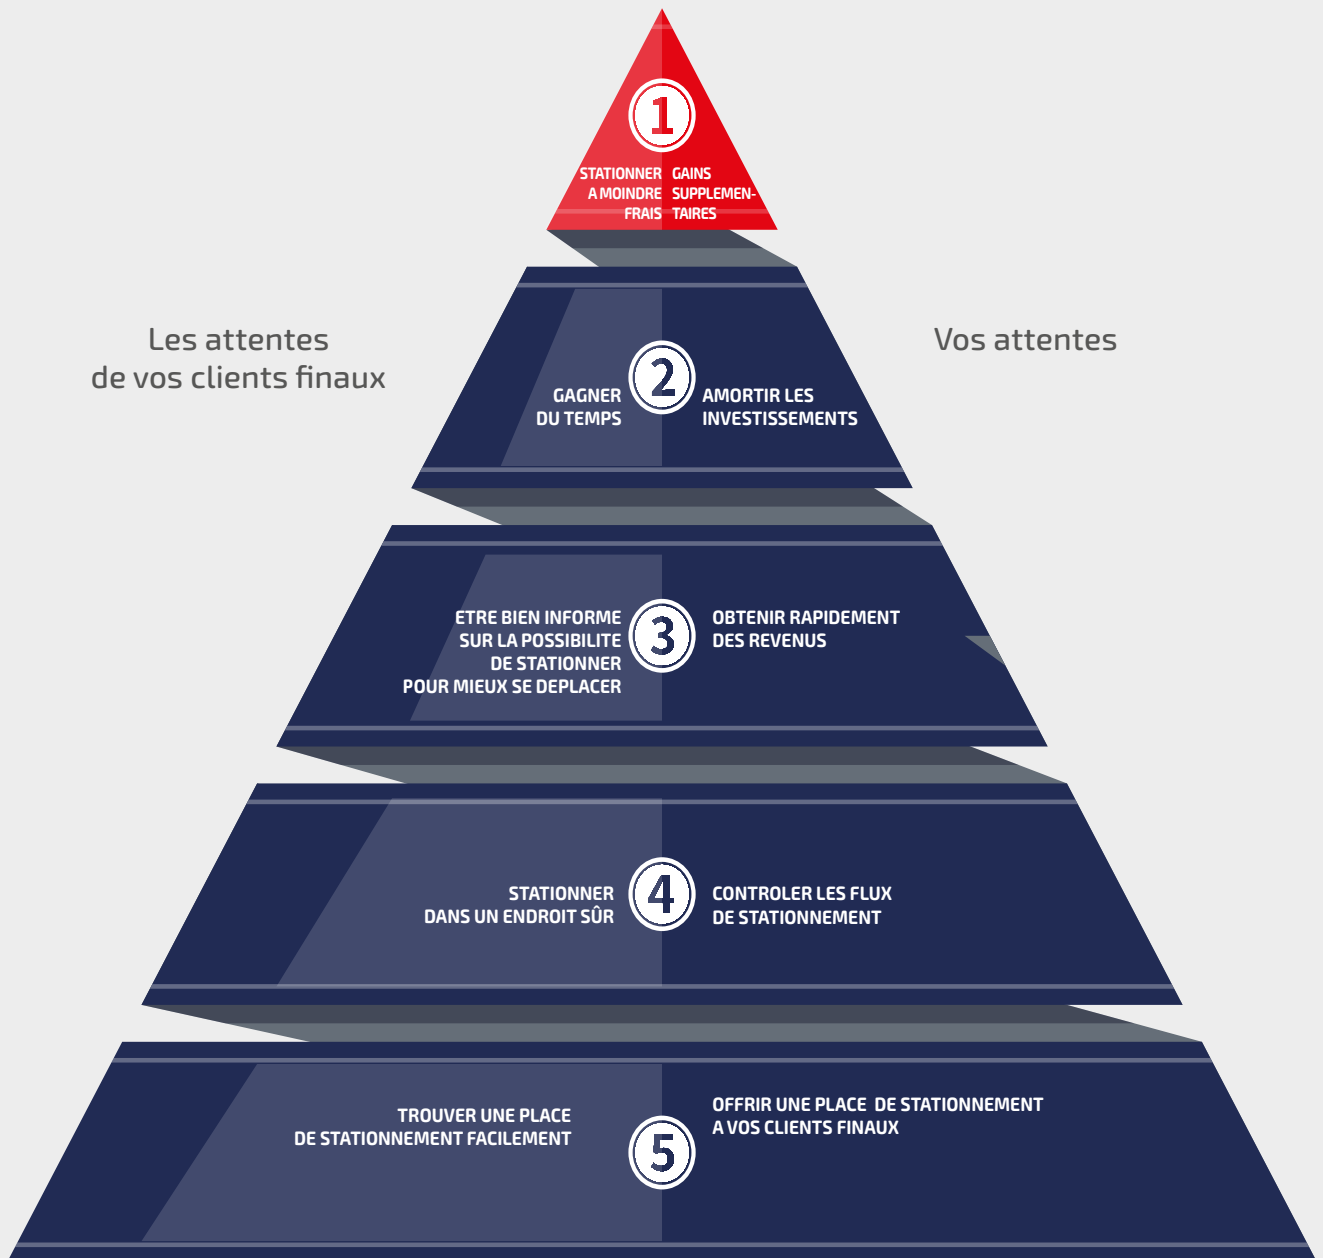 1
STATIONNER
A MOINDRE
FRAIS
GAINS
SUPPLEMEN-
TAIRES
Les attentes
de vos clients finaux
Vos attentes
2
GAGNER
DU TEMPS
AMORTIR LES
INVESTISSEMENTS
3
ETRE BIEN INFORME
SUR LA POSSIBILITE
DE STATIONNER
POUR MIEUX SE DEPLACER
OBTENIR RAPIDEMENT
DES REVENUS
4
STATIONNER
DANS UN ENDROIT SÛR
CONTROLER LES FLUX
DE STATIONNEMENT
5
TROUVER UNE PLACE
DE STATIONNEMENT FACILEMENT
OFFRIR UNE PLACE DE STATIONNEMENT
A VOS CLIENTS FINAUX